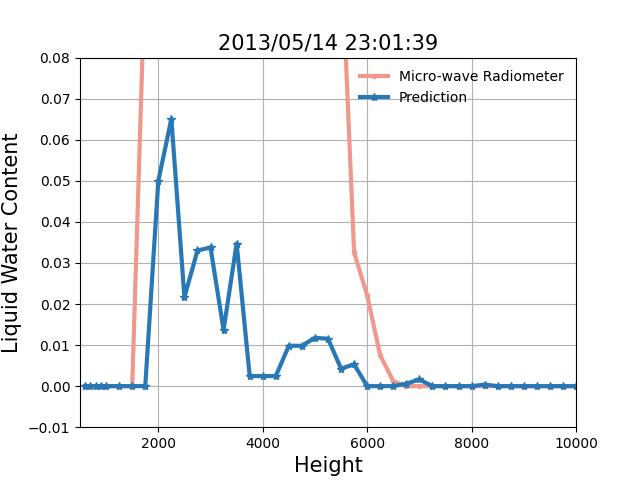 2013/05/14 23:01:39
Liquid Water Content
0.08
0.07
0.06
0.05
0.04
0.03
0.02
0.01
0.00
−0.01
Micro-wave Radiometer
Prediction
2000 4000 6000 8000 10000
Height